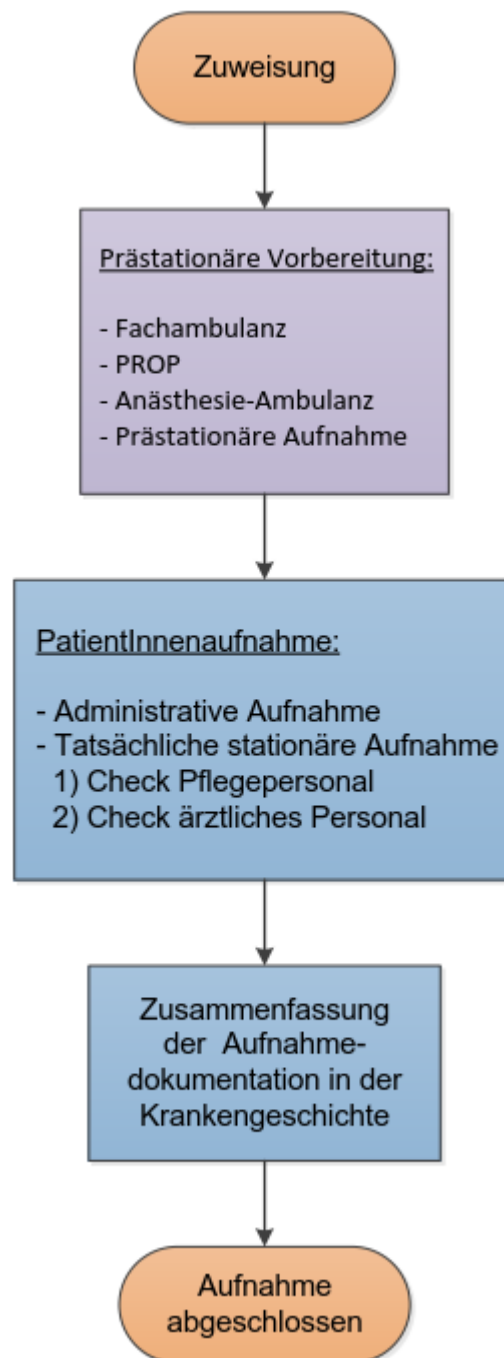 Zuweisung
Prästationäre Vorbereitung:
- Fachambulanz
- PROP
- Anästhesie-Ambulanz
- Prästationäre Aufnahme
PatientInnenaufnahme:
- Administrative Aufnahme
- Tatsächliche stationäre Aufnahme
1) Check Pflegepersonal
2) Check ärztliches Personal
Zusammenfassung
der Aufnahme-
dokumentation in der
Krankengeschichte
Aufnahme
abgeschlossen